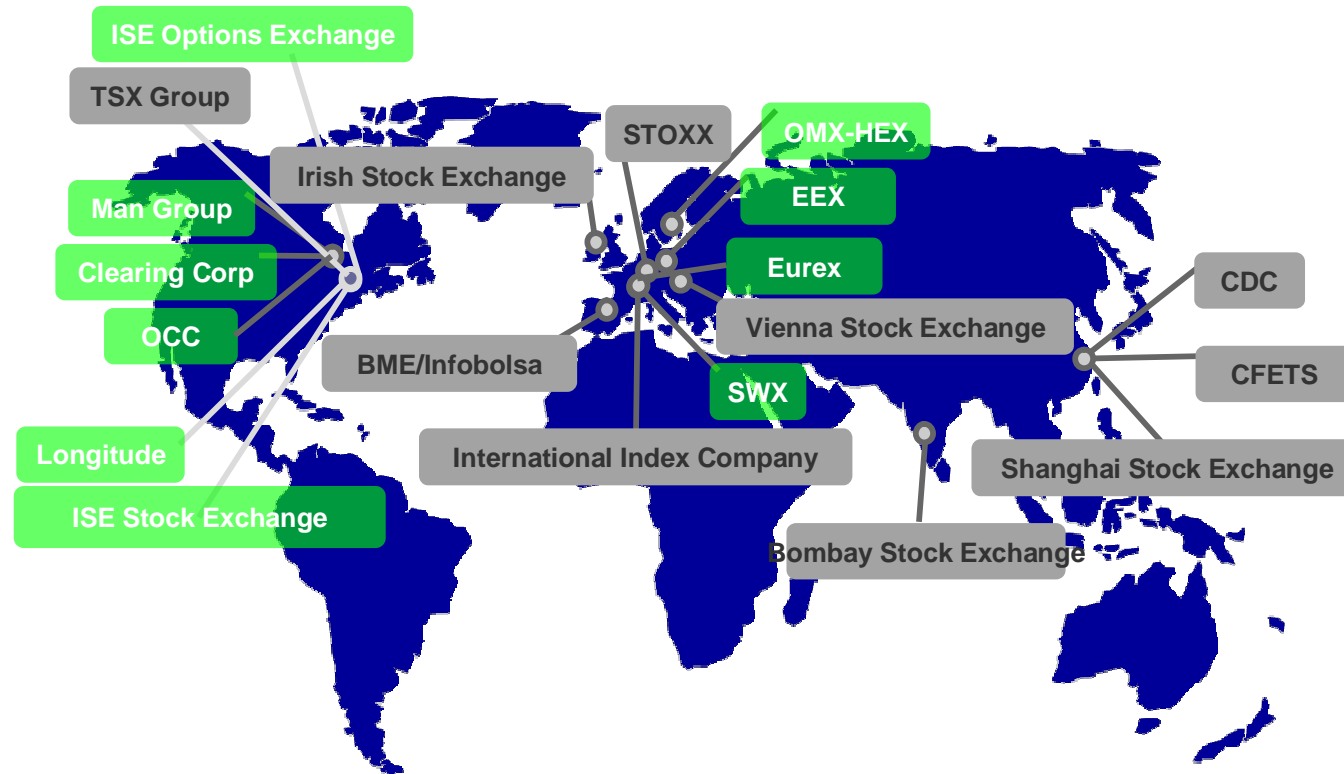 ISE Options Exchange
TSX Group
STOXX
OMX-HEX
Irish Stock Exchange
EEX
Man Group
Clearing Corp
Eurex
CDC
OCC
Vienna Stock Exchange
BME/Infobolsa
CFETS
SWX
Longitude
International Index Company
Shanghai Stock Exchange
ISE Stock Exchange
Bombay Stock Exchange